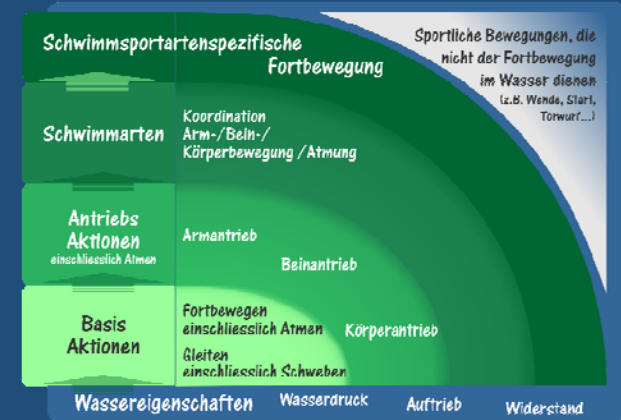 Schwimmsportartenspezifische
Fortbewegung
Sportliche Bewegungen, die
nicht der Fortbewegung
im Wasser dienen
(z.B. Wende, Start,
Torwurf...)
Schwimmarten
Koordination
Arm-/Bein-/
Körperbewegung /Atmung
Antriebs
Aktionen
einschliesslich Atmen
Armantrieb
Beinantrieb
Basis
Aktionen
Fortbewegen
einschliesslich Atmen
Körperantrieb
Gleiten
einschliesslich Schweben
Wassereigenschaften
Wasserdruck
Auftrieb
Widerstand